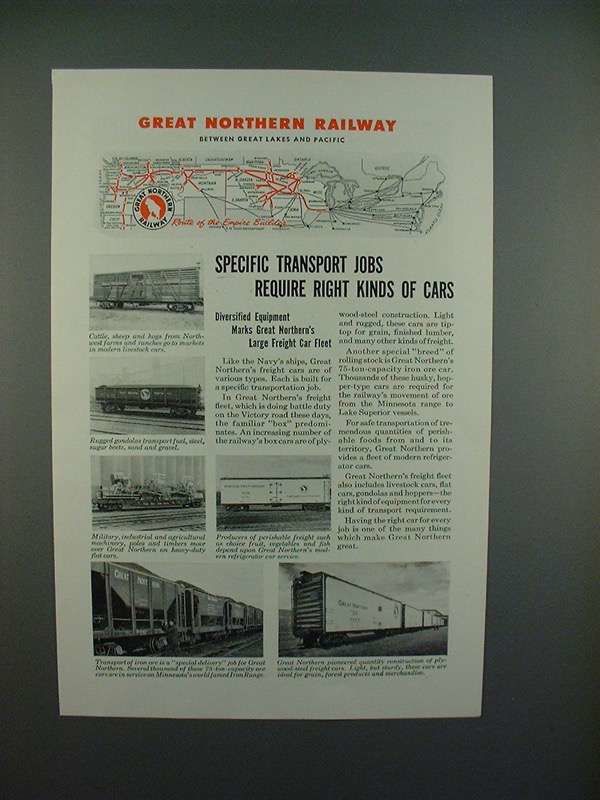 GREAT NORTHERN RAILWAY
BETWEEN GREAT LAKES AND PACIFIC
GREAT NORTHERN RAILWAY
Route of the Empire Builder
SPECIFIC TRANSPORT JOBS
REQUIRE RIGHT KINDS OF CARS
Cattle, sheep and hogs from North-
west farms and ranches go to markets
in modern livestock cars.
Rugged gondolas transport fuel, steel,
sugar beets, sand and gravel.
Diversified Equipment
Marks Great Northern's
Large Freight Car Fleet
Like the Navy's ships, Great
Northern's freight cars are of
various types. Each is built for
a specific transportation job.
In Great Northern's freight
fleet, which is doing battle duty
on the Victory road these days,
the familiar "box" predomi-
nates. An increasing number of
the railway's box cars are of ply-
wood-steel construction. Light
and rugged, these cars are tip-
top for grain, finished lumber,
and many other kinds of freight.
Another special "breed" of
rolling stock is Great Northern's
75-ton-capacity iron ore car.
Thousands of these husky, hop-
per-type cars are required for
the railway's movement of ore
from the Minnesota range to
Lake Superior vessels.
For safe transportation of tre-
mendous quantities of perish-
able foods from and to its
territory, Great Northern pro-
vides a fleet of modern refriger-
ator cars.
Great Northern's freight fleet
also includes livestock cars, flat
cars, gondolas and hoppers—the
right kind of equipment for every
kind of transport requirement.
Having the right car for every
job is one of the many things
which make Great Northern
great.
Military, industrial and agricultural
machinery, poles and timbers move
over Great Northern on heavy-duty
flat cars.
Producers of perishable freight such
as choice fruit, vegetables and fish
depend upon Great Northern's mod-
ern refrigerator car service.
GREAT NORTHERN
GREAT NORTHERN
Transport of iron ore is a "special delivery" job for Great
Northern. Several thousand of these 75-ton-capacity ore
cars are in service on Minnesota's world famed Iron Range.
Great Northern pioneered quantity construction of ply-
wood-steel freight cars. Light, but sturdy, these cars are
ideal for grain, forest products and merchandise.